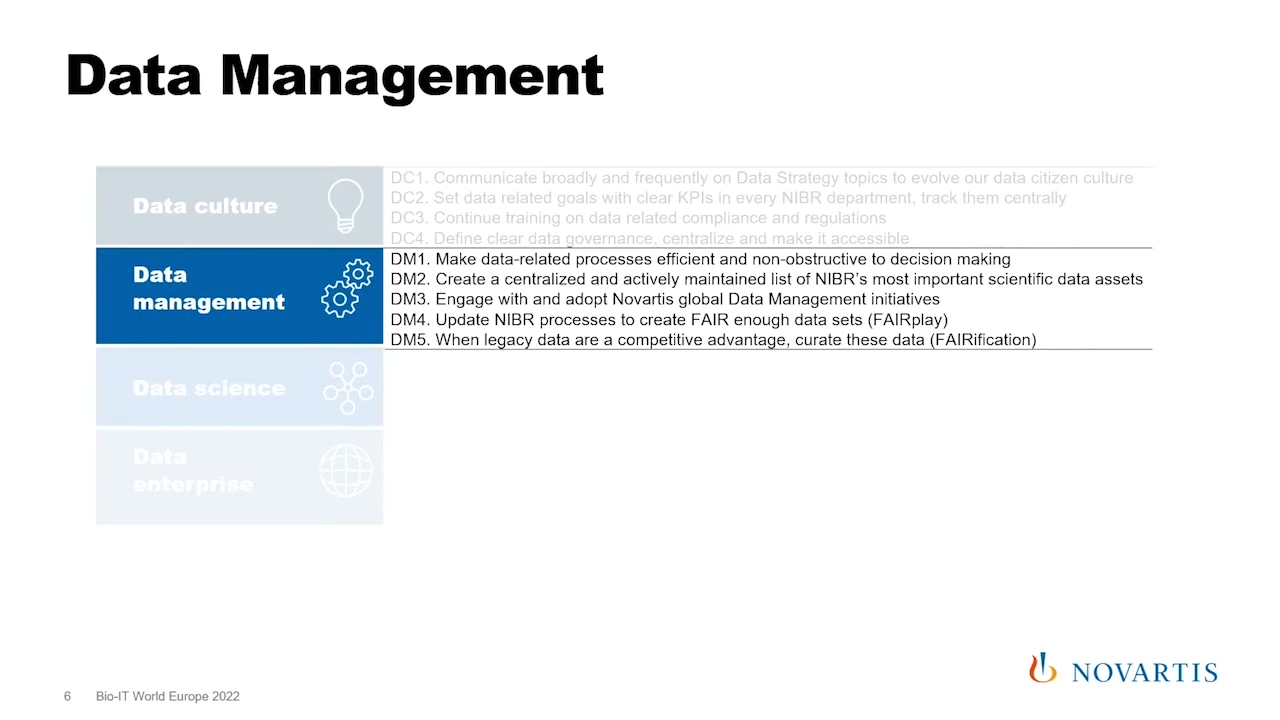 Data Management
Data culture
DC1. Communicate broadly and frequently on Data Strategy topics to evolve our data citizen culture
DC2. Set data related goals with clear KPIs in every NIBR department, track them centrally
DC3. Continue training on data related compliance and regulations
DC4. Define clear data governance, centralize and make it accessible
Data
management
DM1. Make data-related processes efficient and non-obstructive to decision making
DM2. Create a centralized and actively maintained list of NIBR’s most important scientific data assets
DM3. Engage with and adopt Novartis global Data Management initiatives
DM4. Update NIBR processes to create FAIR enough data sets (FAIRplay)
DM5. When legacy data are a competitive advantage, curate these data (FAIRification)
Data science
Data
enterprise
6 Bio-IT World Europe 2022
NOVARTIS